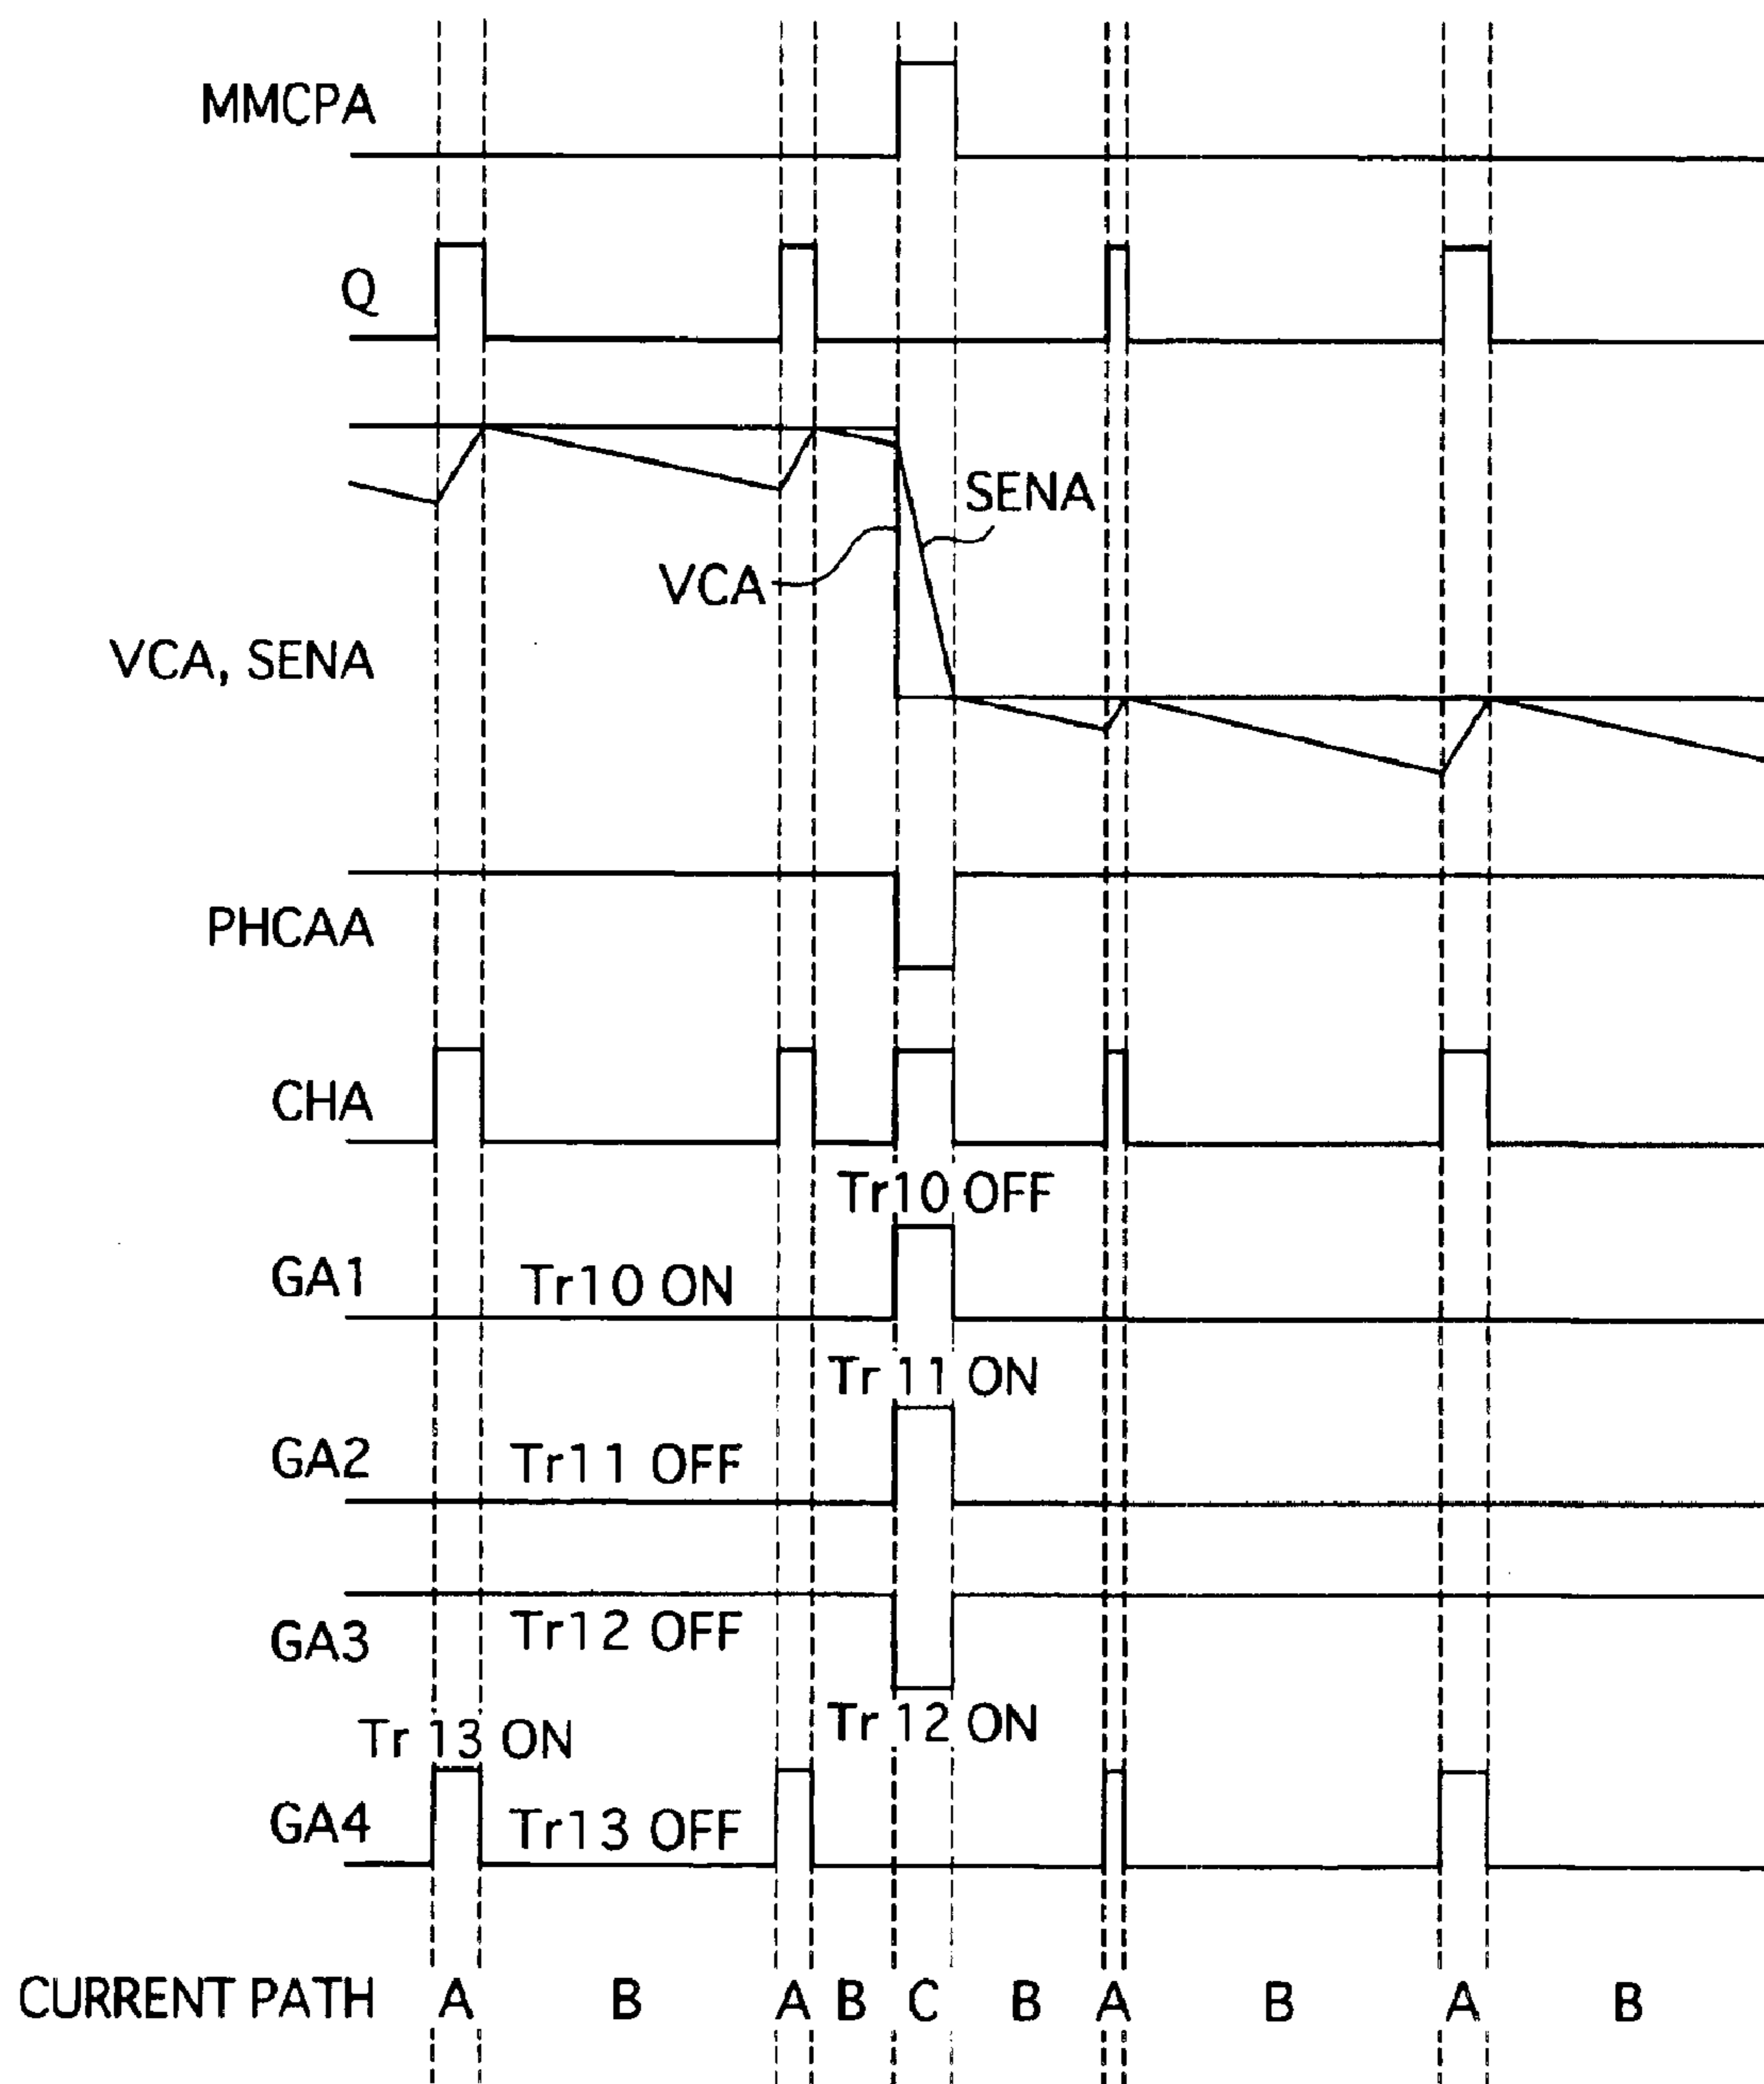 MMCPA
Q
SENA
VCA
VCA, SENA
PHCAA
CHA
Tr10 OFF
GA1
Tr10 ON
Tr 11 ON
GA2
Tr11 OFF
GA3
Tr12 OFF
Tr 12 ON
Tr 13 ON
GA4
Tr13 OFF
CURRENT PATH A B A B C B A B A B